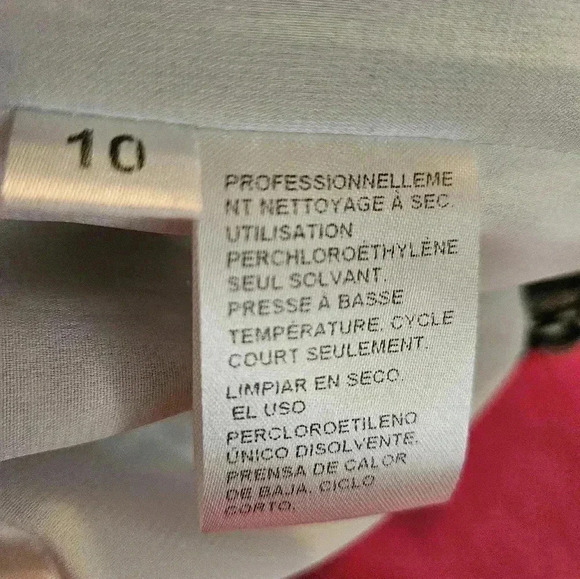 10
PROFESSIONNELLEME
NT NETTOYAGE À SEC.
UTILISATION
PERCHLOROÉTHYLÈNE
SEUL SOLVANT.
PRESSE À BASSE
TEMPÉRATURE. CYCLE
COURT SEULEMENT.
LIMPIAR EN SECO.
EL USO
PERCLOROETILENO
ÚNICO DISOLVENTE.
PRENSA DE CALOR
DE BAJA. CICLO
CORTO.